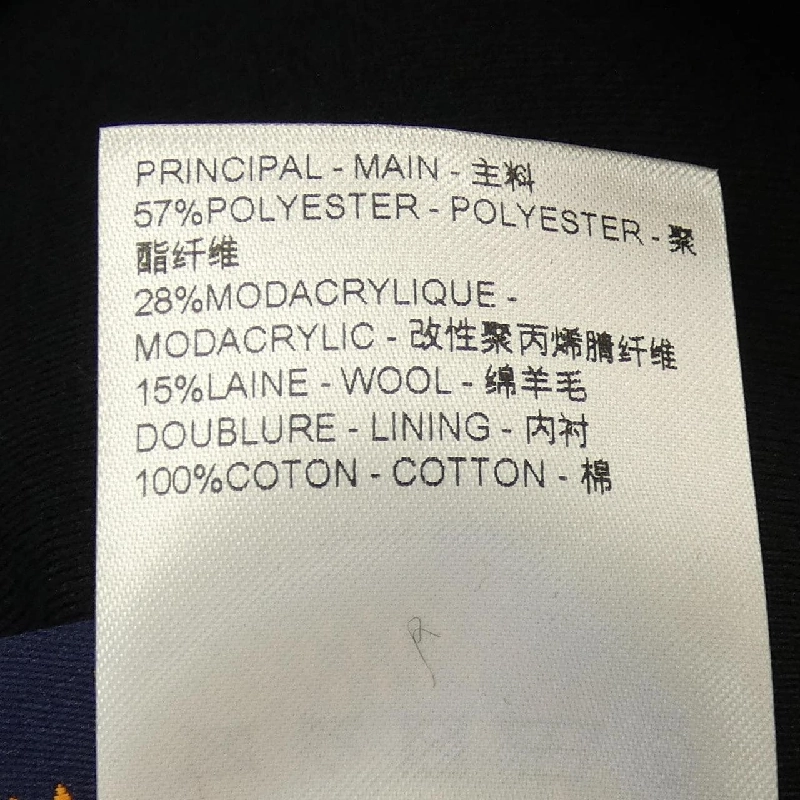 PRINCIPAL - MAIN - 主料
57%POLYESTER - POLYESTER - 聚
酯纤维
28%MODACRYLIQUE -
MODACRYLIC - 改性聚丙烯腈纤维
15%LAINE - WOOL - 绵羊毛
DOUBLURE - LINING - 内衬
100%COTON - COTTON - 棉